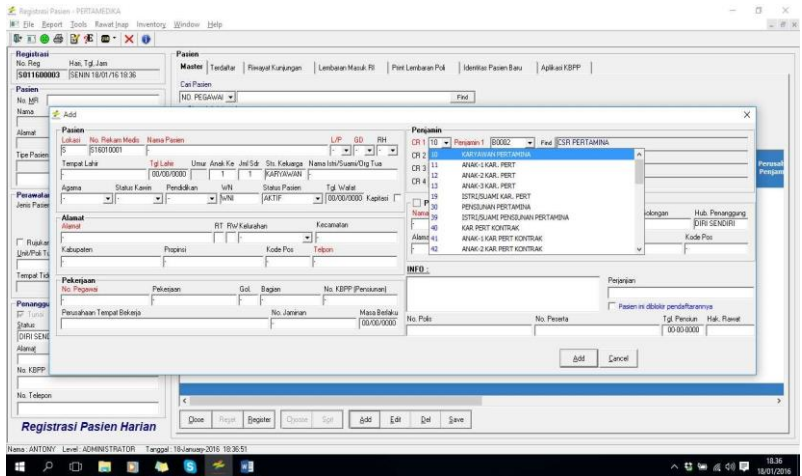 Registrasi Pasien - PERTAMEDIKA
File Report Tools Rawat Inap Inventory Window Help
Registrasi
No. Reg Hari, Tgl, Jam
S011600003 SENIN 18/01/16 18:36
Pasien
No. MR
Nama
Alamat
Tipe Pasien
Perawatan
Jenis Pasien
Rujukan
Tempat Tid
Penanggu
Tunai
Status
DIRI SEND
Alamat
No. KBPP
No. Telepon
Registrasi Pasien Harian
Pasien
Master Terdaftar Riwayat Kunjungan Lembaran Masuk RI Print Lembaran Poli Identitas Pasien Baru Aplikasi KBPP
Cari Pasien
NO. PEGAWAI Find
Add
Pasien
Lokasi No. Rekam Medis Nama Pasien L/P GD RH
S S16010001
Tempat Lahir Tgl Lahir Umur Anak Ke Jml Sdr Sts. Keluarga Nama Istri/Suami/Org Tua
00/00/0000 1 1 KARYAWAN
Agama Status Kawin Pendidikan WN Status Pasien Tgl. Wafat
WNI AKTIF 00/00/0000 Kapitasi
Alamat
Alamat RT RW Kelurahan Kecamatan
Kabupaten Propinsi Kode Pos Telpon
Pekerjaan
No. Pegawai Pekerjaan Gol. Bagian No. KBPP (Pensiunan)
Perusahaan Tempat Bekerja No. Jaminan Masa Berlaku
00/00/0000
Penjamin
CR 1 10 Penjamin 1 B0082 Find CSR PERTAMINA
CR 2
CR 3
CR 4
10 KARYAWAN PERTAMINA
11 ANAK-1 KAR. PERT
12 ANAK-2 KAR. PERT
13 ANAK-3 KAR. PERT
19 ISTRI/SUAMI KAR. PERT
30 PENSIUNAN PERTAMINA
39 ISTRI/SUAMI PENSIUNAN PERTAMINA
40 KAR PERT KONTRAK
41 ANAK-1 KAR PERT KONTRAK
42 ANAK-2 KAR PERT KONTRAK
Nama olongan Hub. Penanggung
DIRI SENDIRI
Alamat Kode Pos
INFO :
Perjanjian
Pasien ini diblokir pendaftarannya
No. Polis No. Peserta Tgl. Pensiun Hak. Rawat
00-00-0000
Add Cancel
Close Reset Register Choose Sort Add Edit Del Save
Nama : ANTONY Level : ADMINISTRATOR Tanggal : 18-January-2016 18:36:51
18.36
18/01/2016